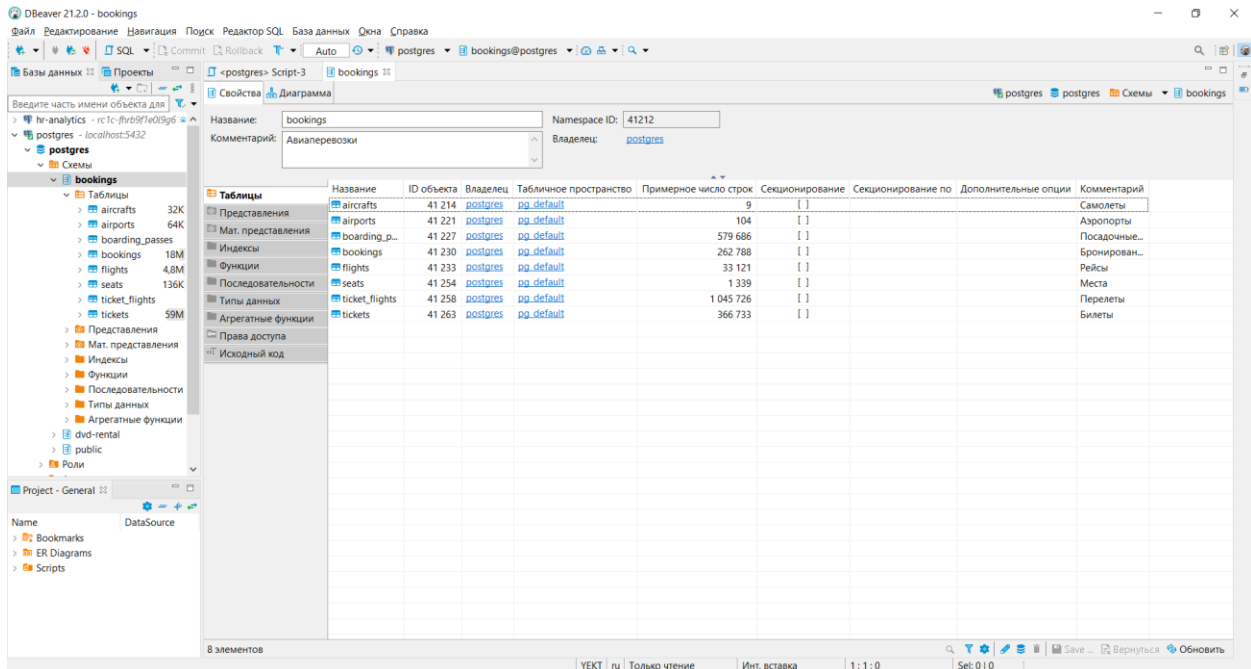 DBeaver 21.2.0 - bookings
Файл Редактирование Навигация Поиск Редактор SQL База данных Окна Справка
SQL Commit Rollback Auto postgres bookings@postgres
Базы данных Проекты
<postgres> Script-3 bookings
Введите часть имени объекта для
hr-analytics
postgres - localhost:5432
postgres
Схемы
bookings
Таблицы
aircrafts 32K
airports 64K
boarding_passes
bookings 18M
flights 4,8M
seats 136K
ticket_flights
tickets 59M
Представления
Мат. представления
Индексы
Функции
Последовательности
Типы данных
Агрегатные функции
dvd-rental
public
Роли
Project - General
Name DataSource
Bookmarks
ER Diagrams
Scripts
Свойства Диаграмма
postgres postgres Схемы bookings
Название: bookings Namespace ID: 41212
Комментарий: Авиаперевозки Владелец: postgres
Таблицы
Представления
Мат. представления
Индексы
Функции
Последовательности
Типы данных
Агрегатные функции
Права доступа
Исходный код
Название ID объекта Владелец Табличное пространство Примерное число строк Секционирование Секционирование по Дополнительные опции Комментарий
aircrafts 41 214 postgres pg_default 9 [ ] Самолеты
airports 41 221 postgres pg_default 104 [ ] Аэропорты
boarding_p... 41 227 postgres pg_default 579 686 [ ] Посадочные...
bookings 41 230 postgres pg_default 262 788 [ ] Бронирован...
flights 41 233 postgres pg_default 33 121 [ ] Рейсы
seats 41 254 postgres pg_default 1 339 [ ] Места
ticket_flights 41 258 postgres pg_default 1 045 726 [ ] Перелеты
tickets 41 263 postgres pg_default 366 733 [ ] Билеты
8 элементов
Save ... Вернуться Обновить
YEKT ru Только чтение Инт. вставка 1 : 1 : 0 Sel: 0 | 0